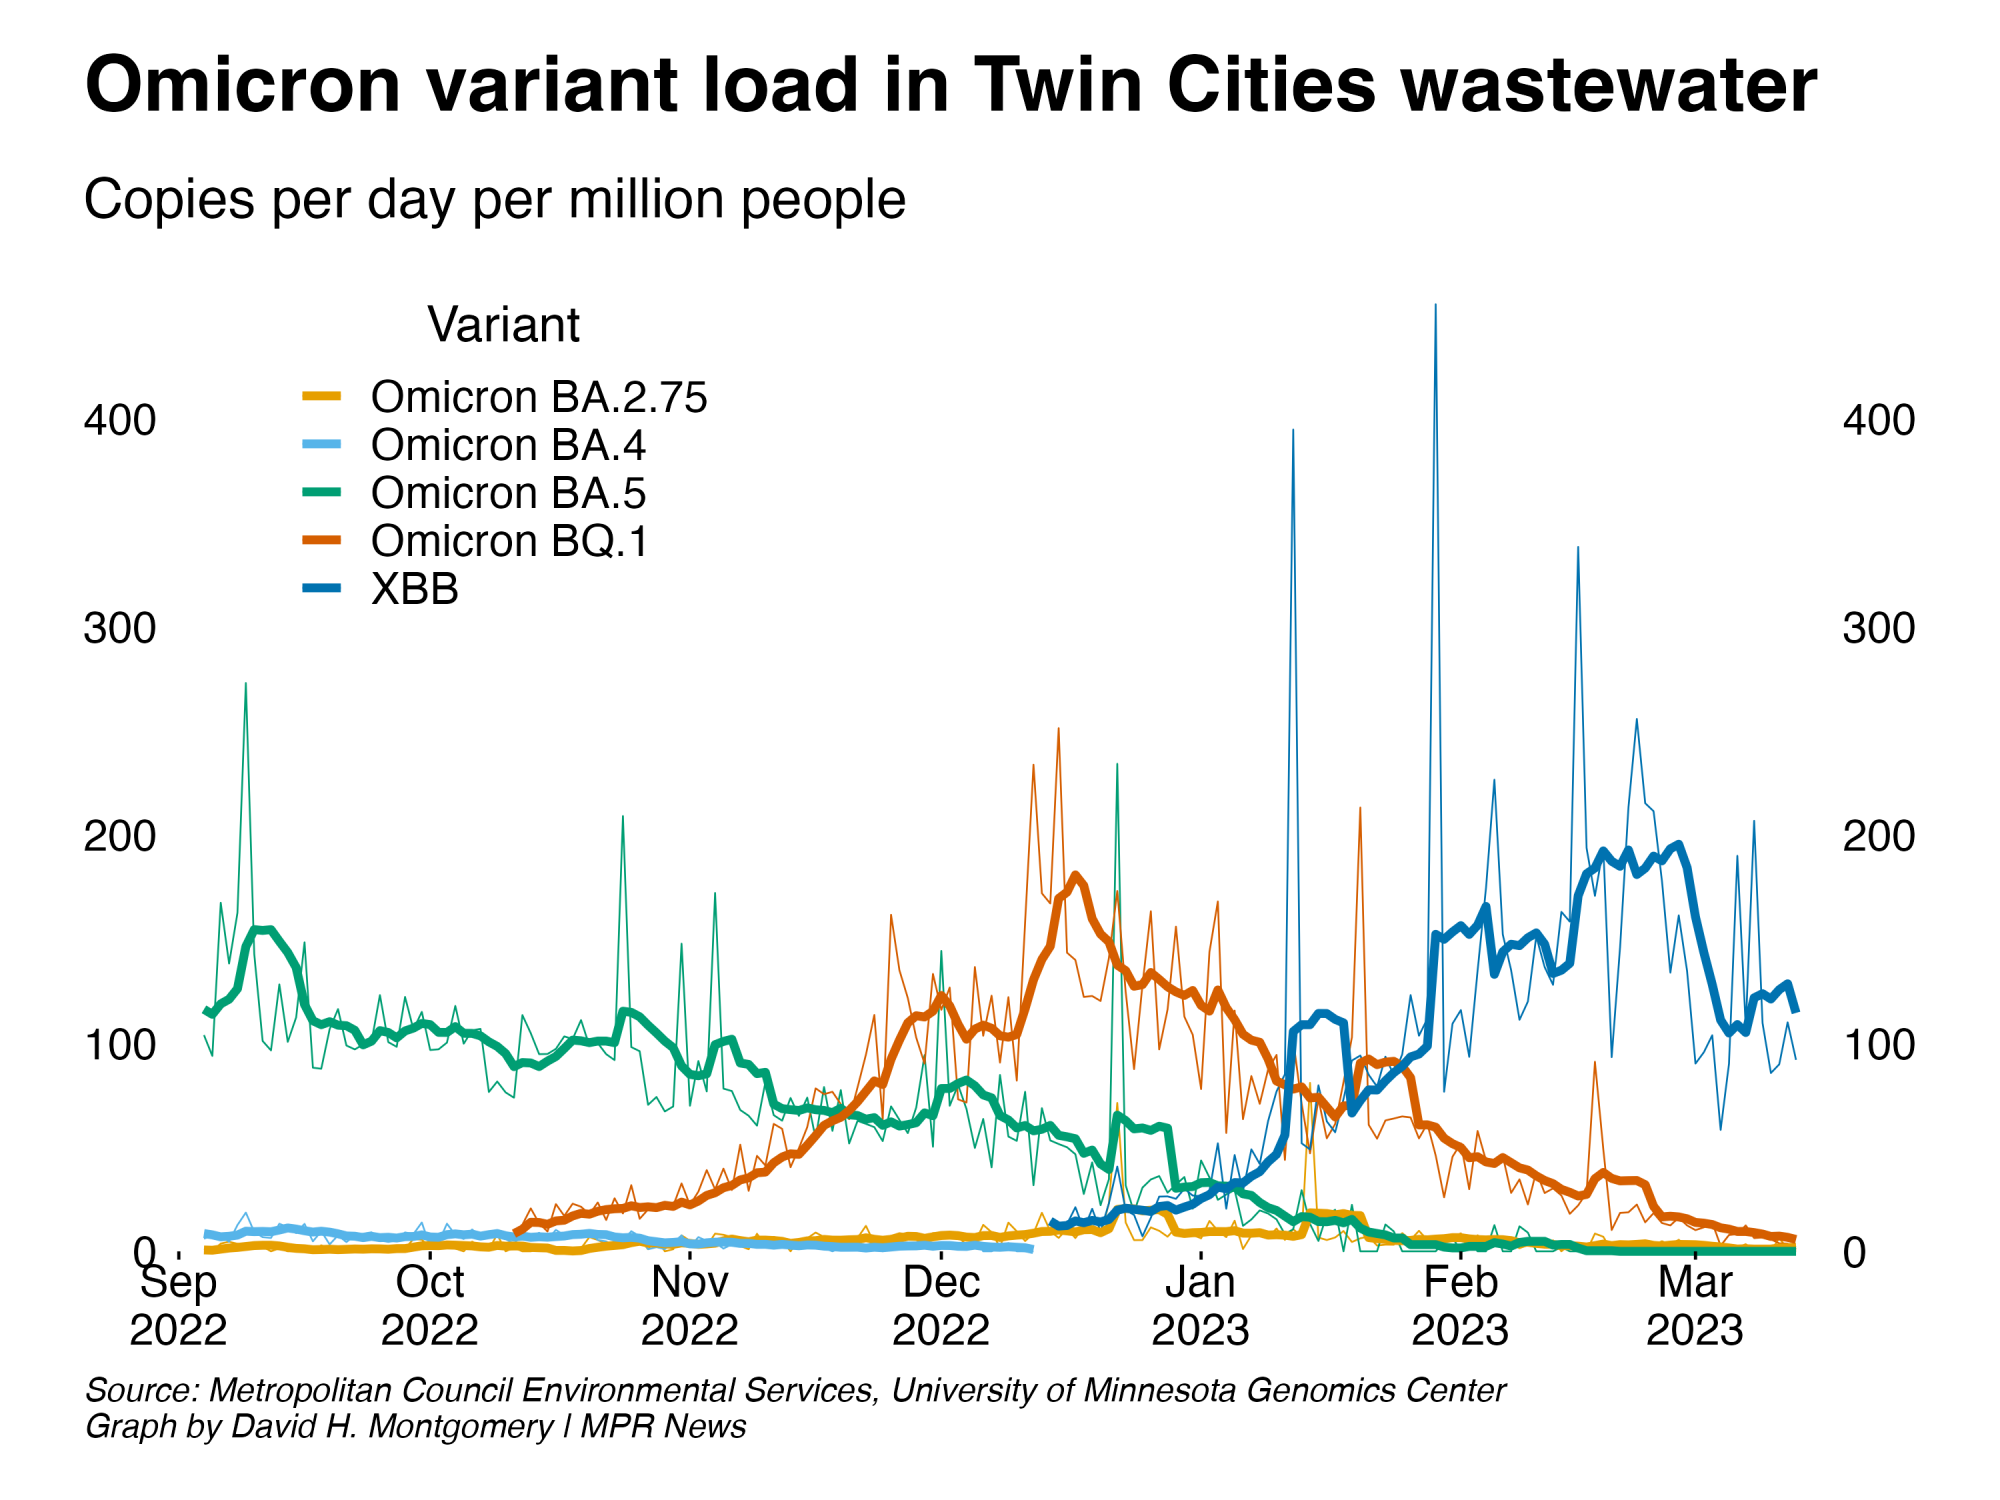 Omicron variant load in Twin Cities wastewater
Copies per day per million people
Variant
Omicron BA.2.75
Omicron BA.4
Omicron BA.5
Omicron BQ.1
XBB
400 400
300 300
200 200
100 100
0 0
Sep Oct Nov Dec Jan Feb Mar
2022 2022 2022 2022 2023 2023 2023
Source: Metropolitan Council Environmental Services, University of Minnesota Genomics Center
Graph by David H. Montgomery | MPR News